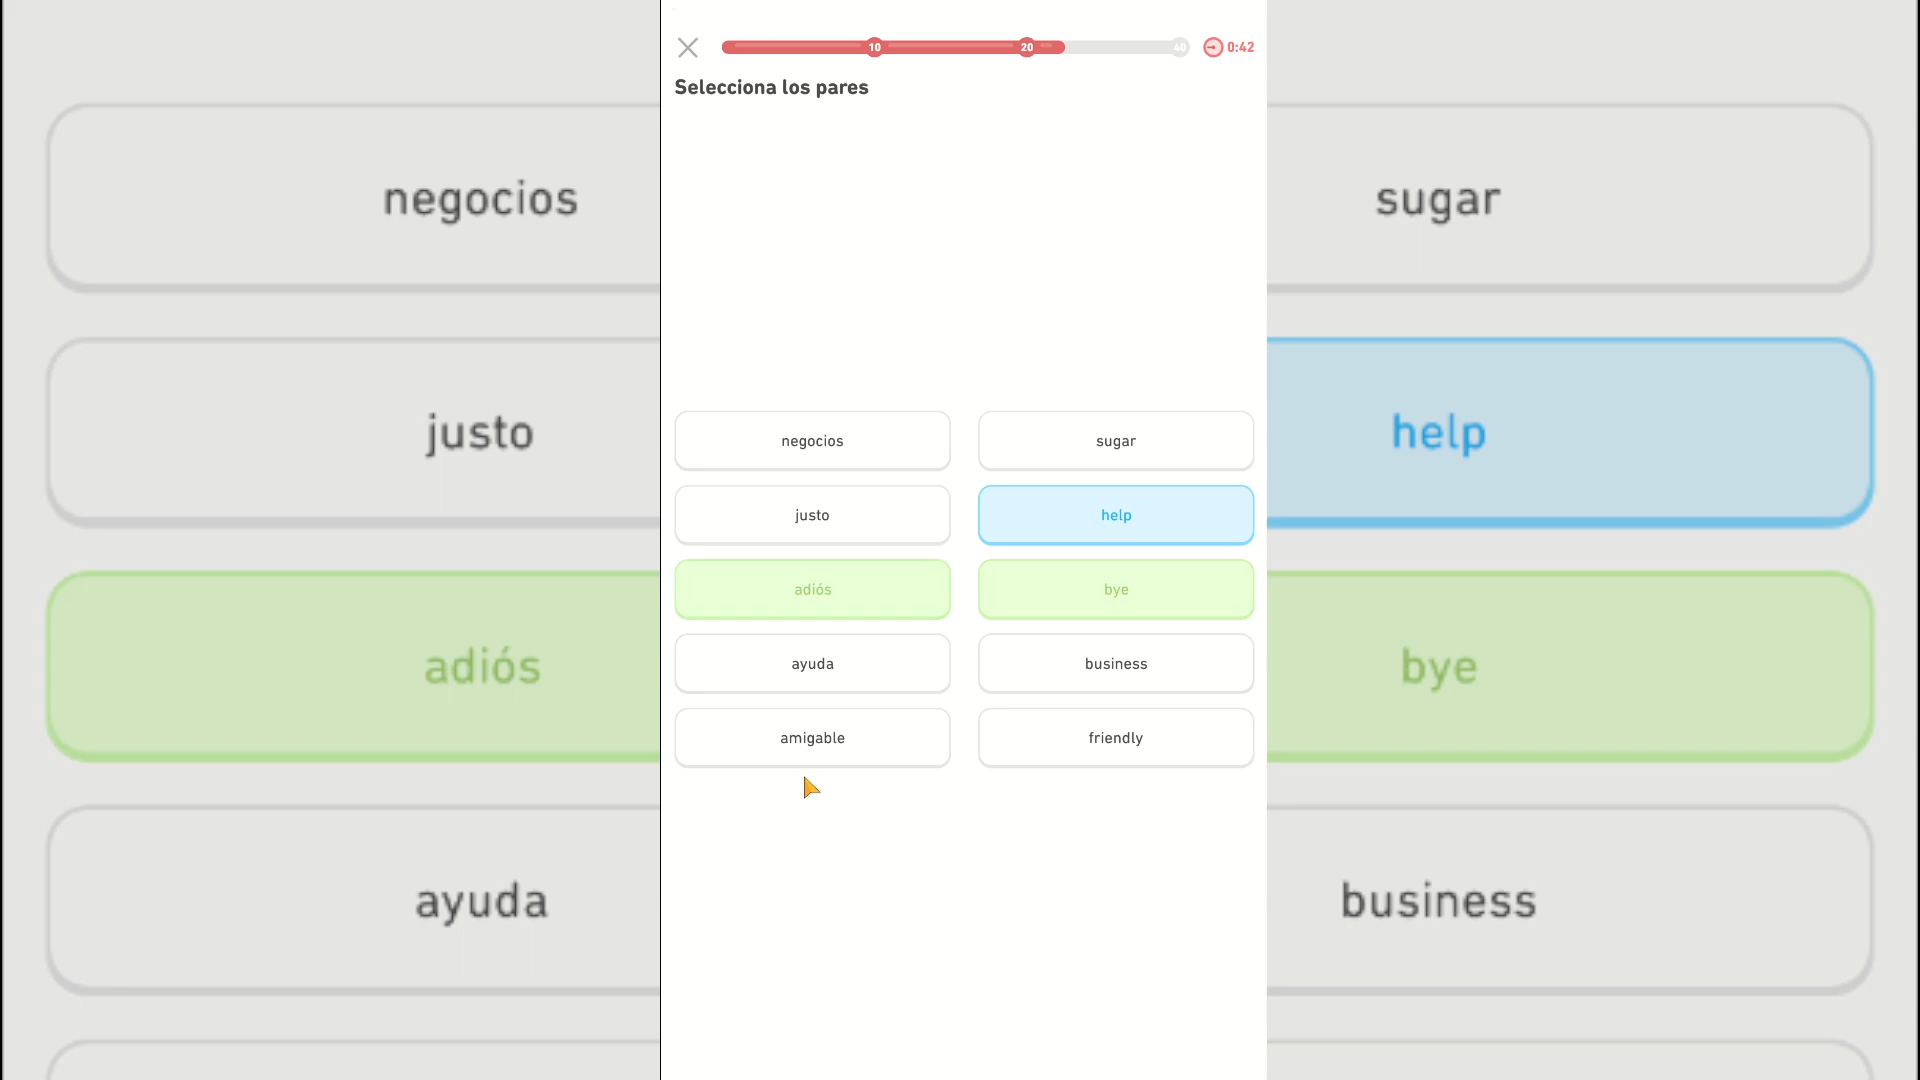 10 20 40 0:42
Selecciona los pares
negocios sugar
justo help
adiós bye
ayuda business
amigable friendly
negocios sugar
justo help
adiós bye
ayuda business